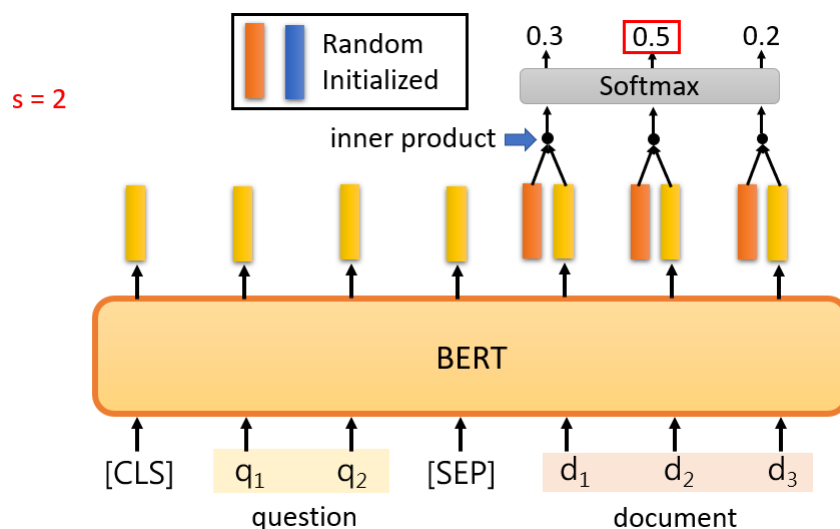 Random
Initialized
s = 2
0.3 0.5 0.2
Softmax
inner product
BERT
[CLS] q1 q2 [SEP] d1 d2 d3
question document